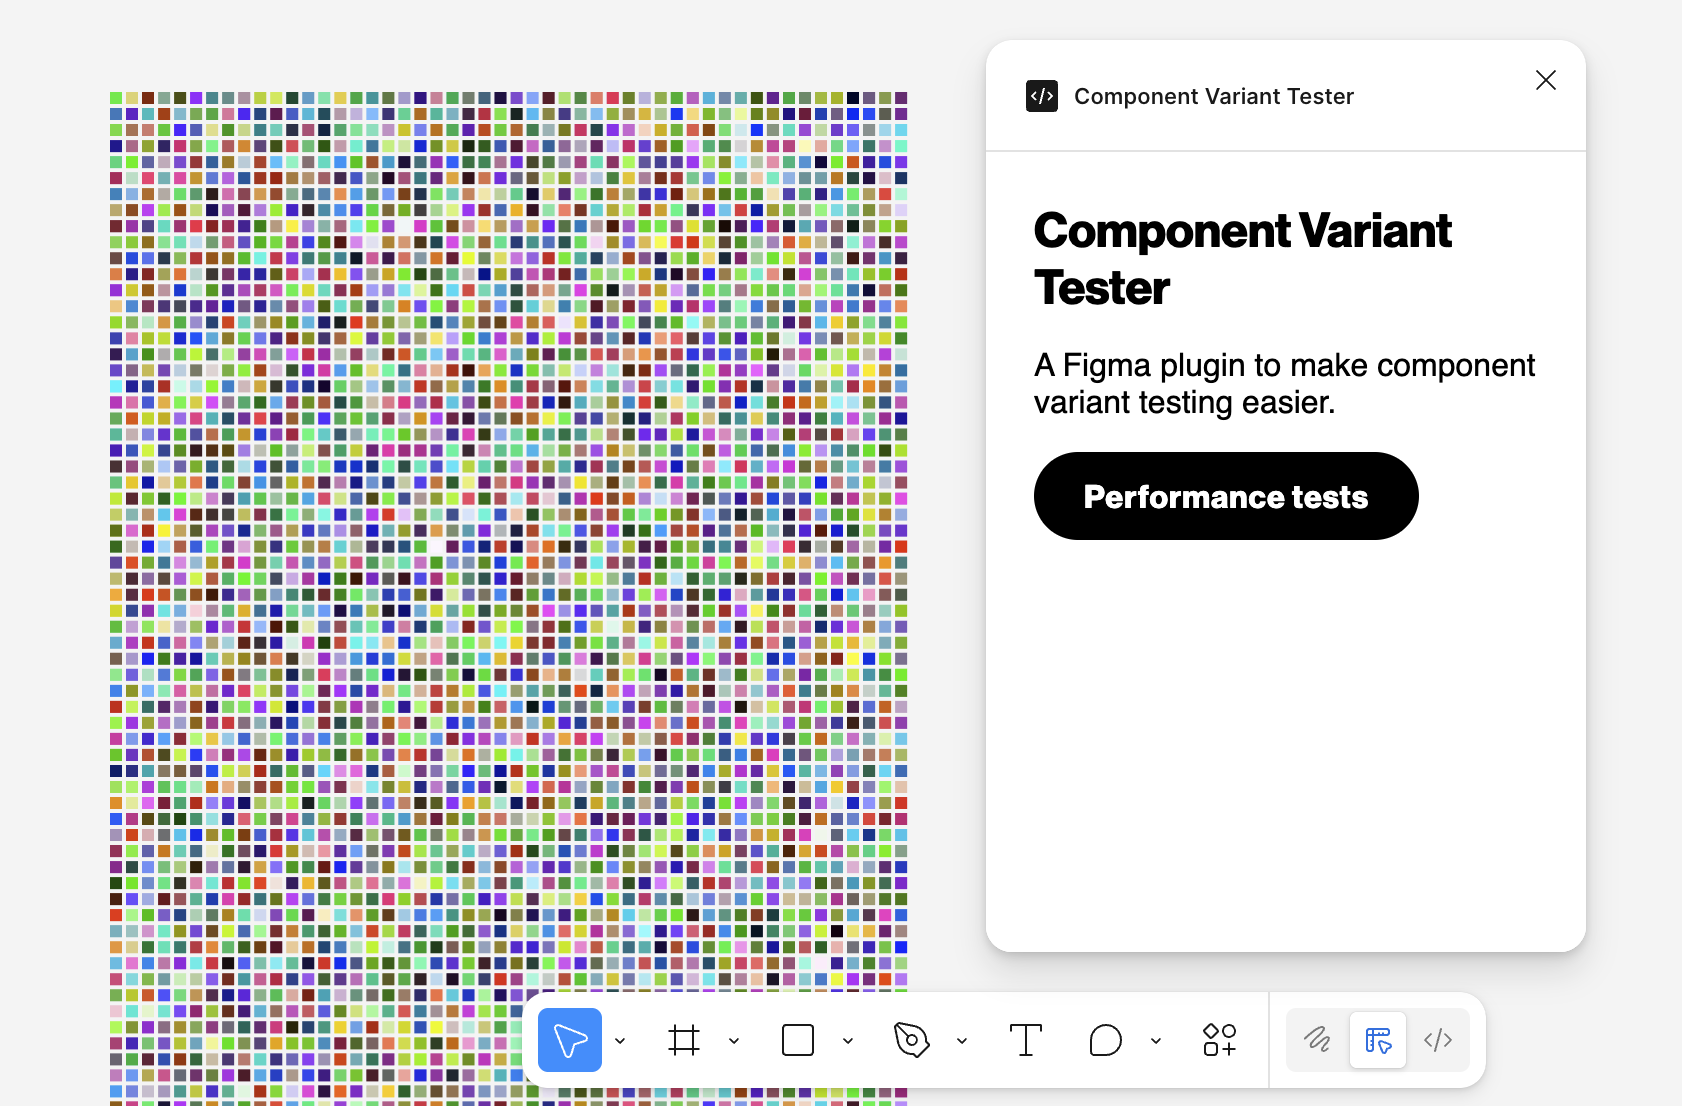 Component Variant Tester
Component Variant
Tester
A Figma plugin to make component
variant testing easier.
Performance tests